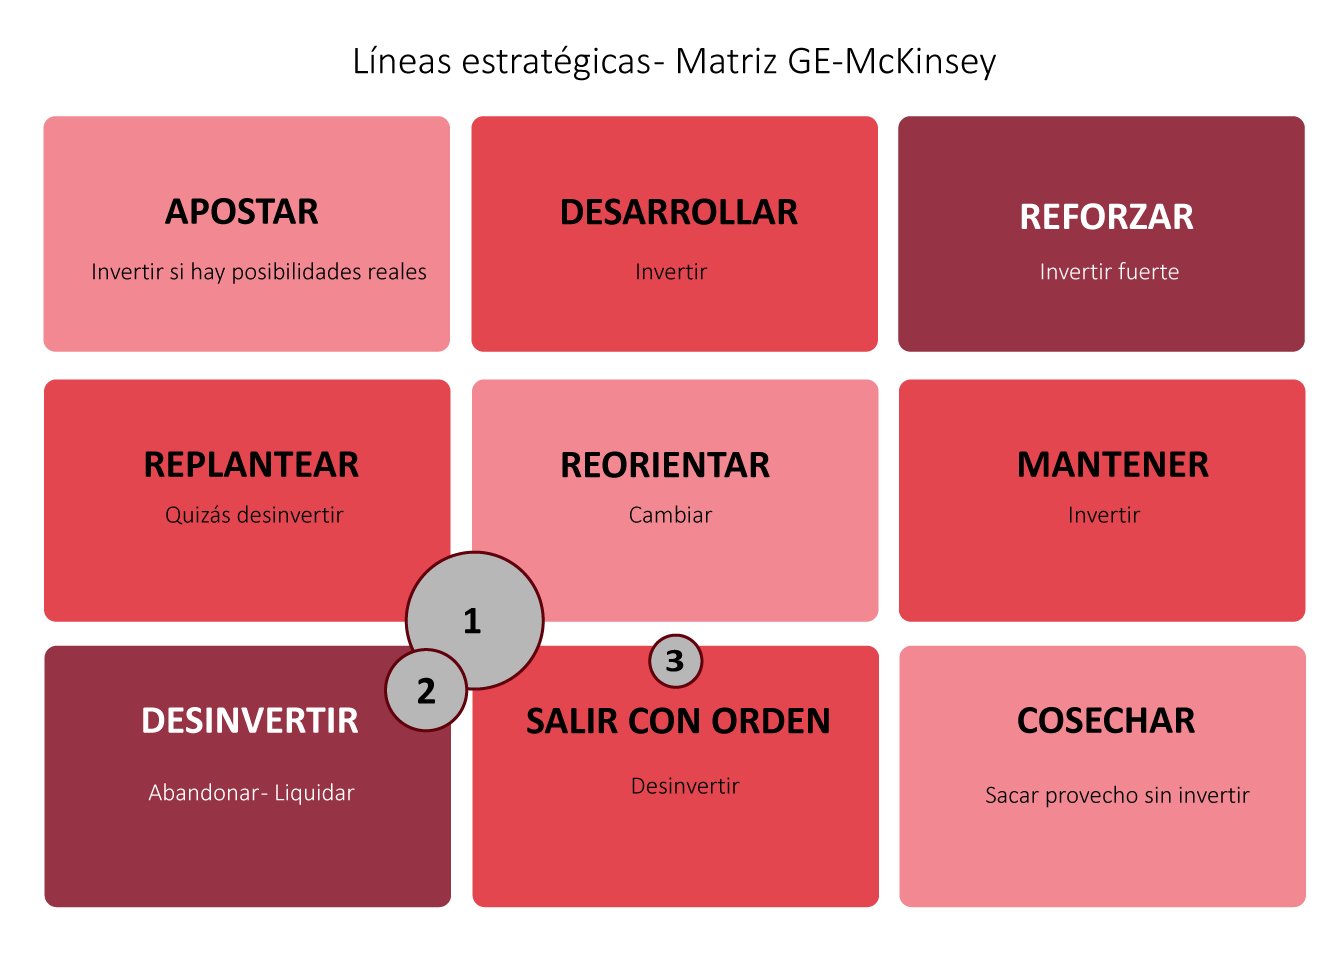 Líneas estratégicas- Matriz GE-McKinsey
APOSTAR
Invertir si hay posibilidades reales
DESARROLLAR
Invertir
REFORZAR
Invertir fuerte
REPLANTEAR
Quizás desinvertir
REORIENTAR
Cambiar
MANTENER
Invertir
1
2
3
DESINVERTIR
Abandonar- Liquidar
SALIR CON ORDEN
Desinvertir
COSECHAR
Sacar provecho sin invertir